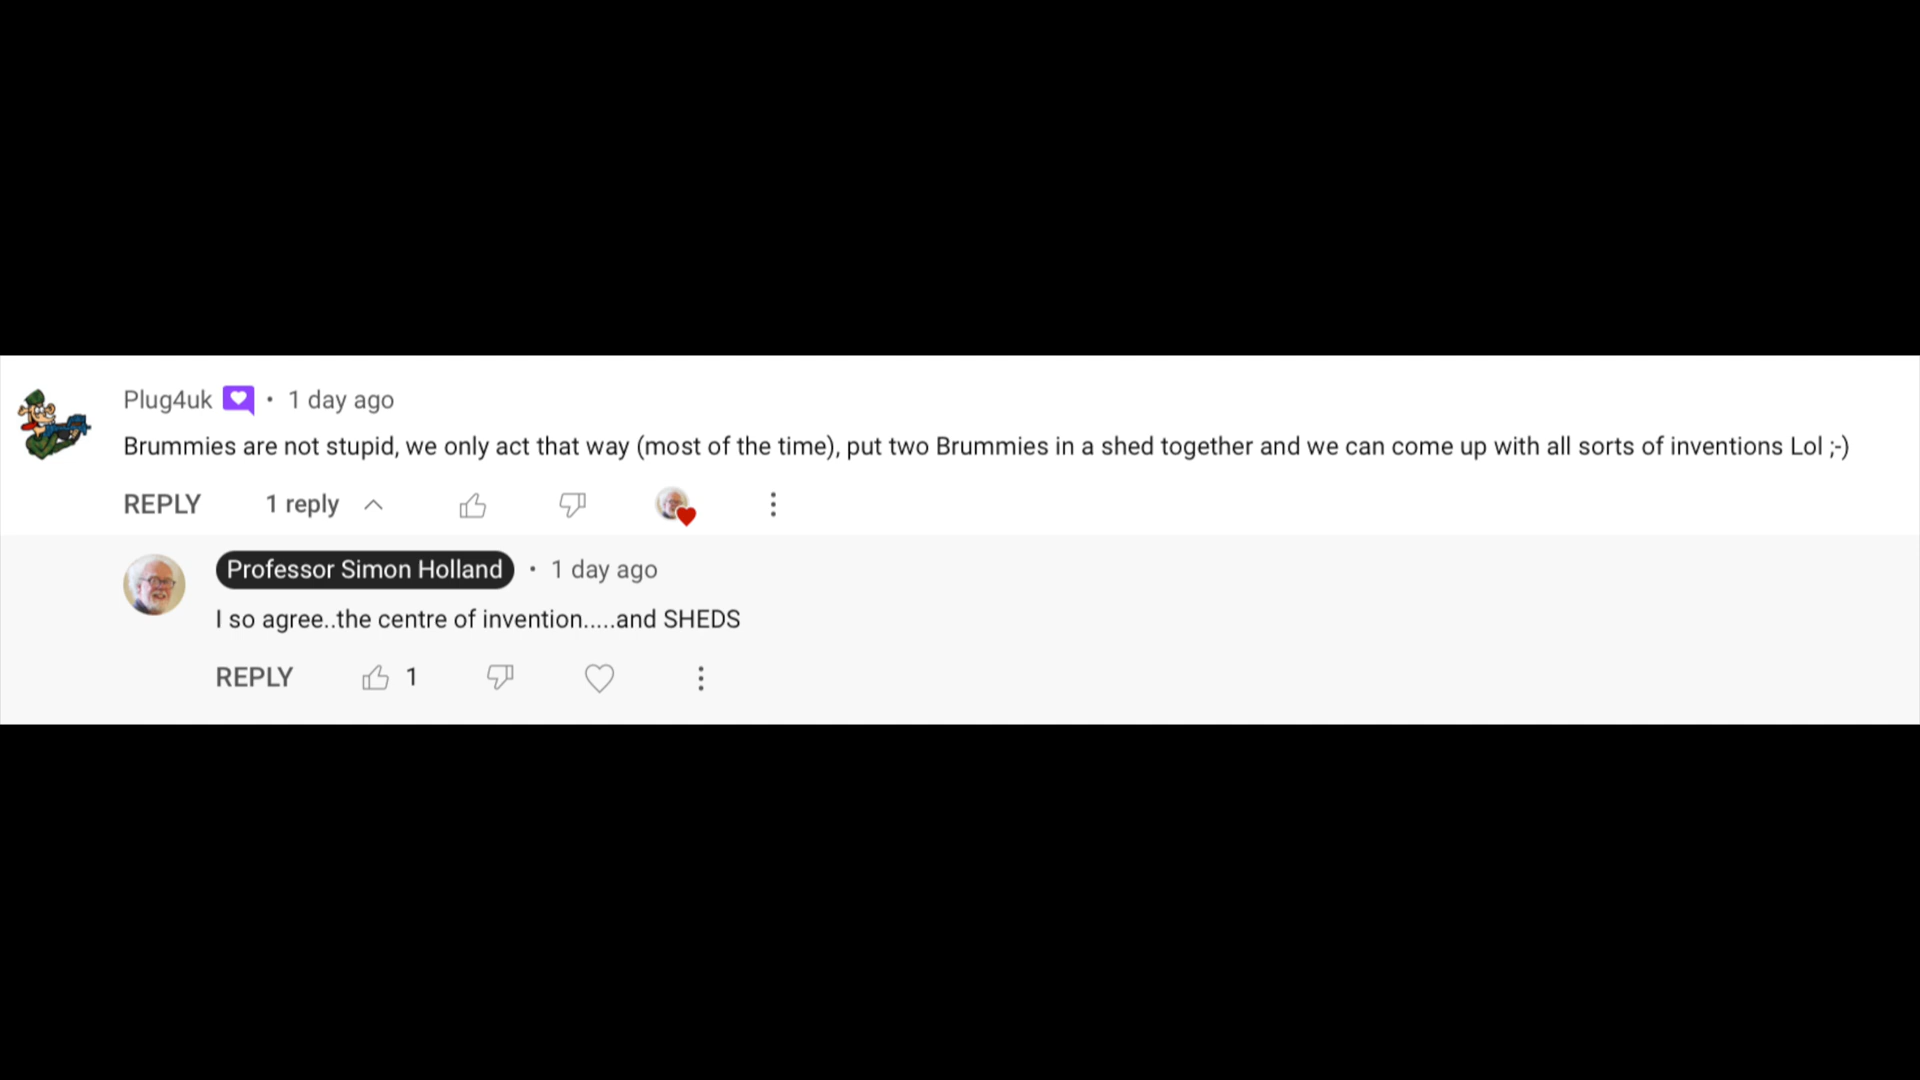 Plug4uk • 1 day ago
Brummies are not stupid, we only act that way (most of the time), put two Brummies in a shed together and we can come up with all sorts of inventions Lol ;-)
REPLY 1 reply
Professor Simon Holland • 1 day ago
I so agree..the centre of invention.....and SHEDS
REPLY 1